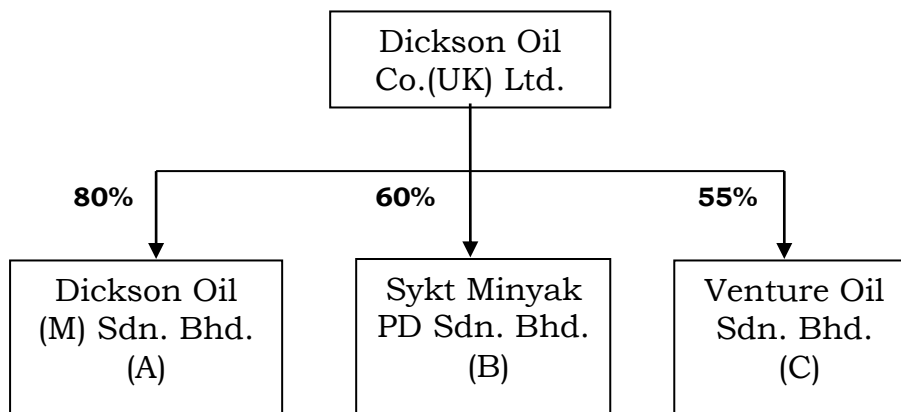 Dickson Oil
Co.(UK) Ltd.
80%
60%
55%
Dickson Oil
(M) Sdn. Bhd.
(A)
Sykt Minyak
PD Sdn. Bhd.
(B)
Venture Oil
Sdn. Bhd.
(C)